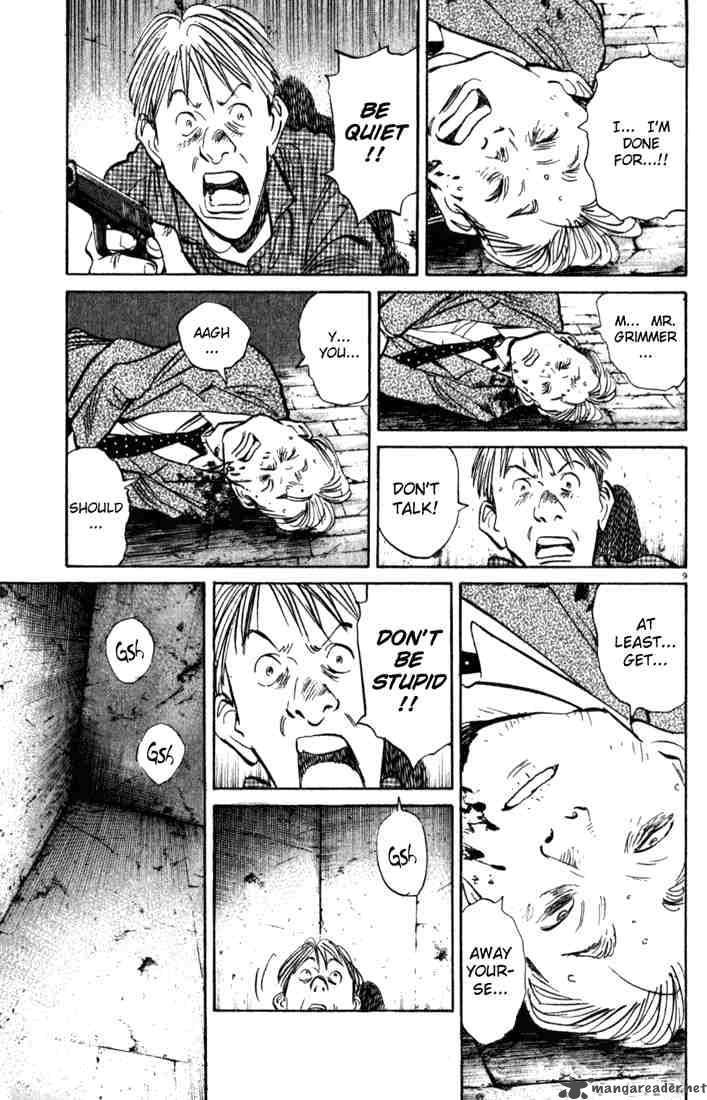 I... I'M
DONE
FOR...!!
BE
QUIET
!!
M... MR.
GRIMMER
...
Y...
YOU...
AAGH
...
SHOULD
...
DON'T
TALK!
9
AT
LEAST...
GET...
AWAY
YOUR-
SE...
DON'T
BE
STUPID
!!
GSh
GSh
GSh
mangareader.net